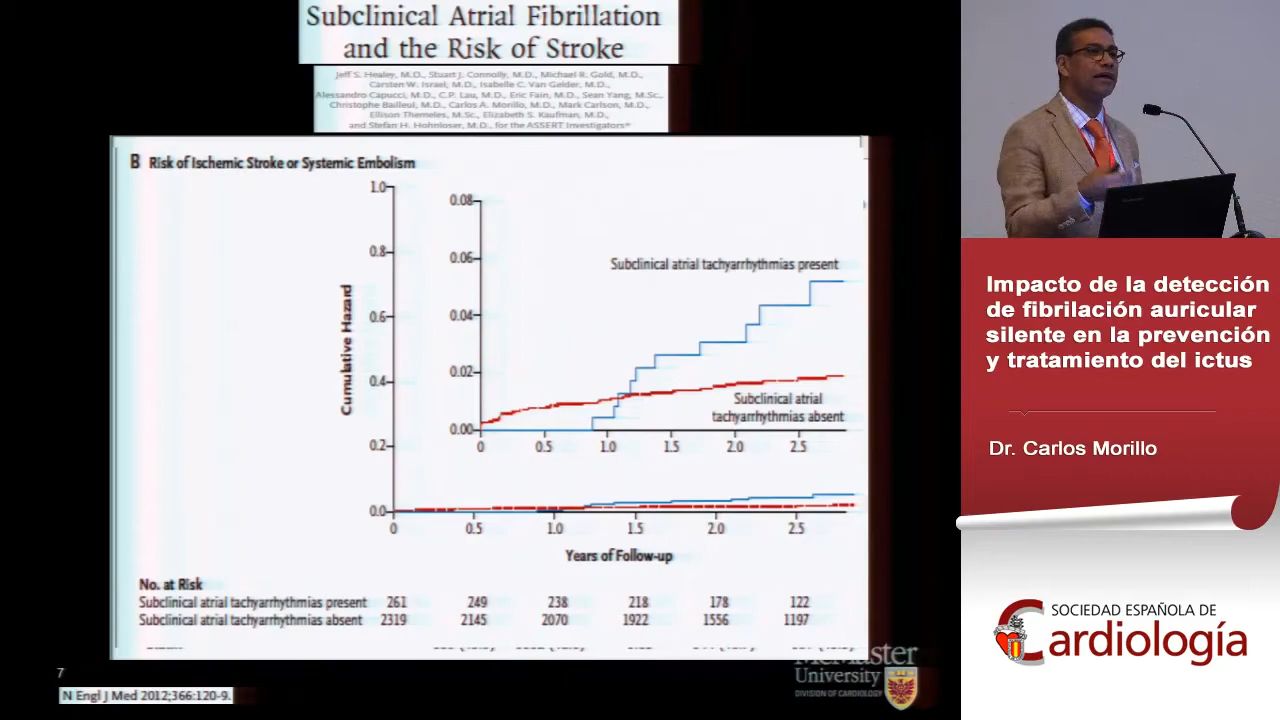 Subclinical Atrial Fibrillation
and the Risk of Stroke
Jeff S. Healey, M.D., Stuart J. Connolly, M.D., Michael R. Gold, M.D.,
Carsten W. Israel, M.D., Isabelle C. Van Gelder, M.D.,
Alessandro Capucci, M.D., C.P. Lau, M.D., Eric Fain, M.D., Sean Yang, M.Sc.,
Christophe Bailleul, M.D., Carlos A. Morillo, M.D., Mark Carlson, M.D.,
Ellison Themeles, M.Sc., Elizabeth S. Kaufman, M.D.,
and Stefan H. Hohnloser, M.D., for the ASSERT Investigators*
B Risk of Ischemic Stroke or Systemic Embolism
Cumulative Hazard
1.0
0.8
0.6
0.4
0.2
0.0
0.08
0.06
0.04
0.02
0.00
Subclinical atrial tachyarrhythmias present
Subclinical atrial
tachyarrhythmias absent
0 0.5 1.0 1.5 2.0 2.5
0 0.5 1.0 1.5 2.0 2.5
Years of Follow-up
No. at Risk
Subclinical atrial tachyarrhythmias present 261 249 238 218 178 122
Subclinical atrial tachyarrhythmias absent 2319 2145 2070 1922 1556 1197
7
N Engl J Med 2012;366:120-9.
McMaster
University
DIVISION OF CARDIOLOGY
Impacto de la detección
de fibrilación auricular
silente en la prevención
y tratamiento del ictus
Dr. Carlos Morillo
SOCIEDAD ESPAÑOLA DE
Cardiología